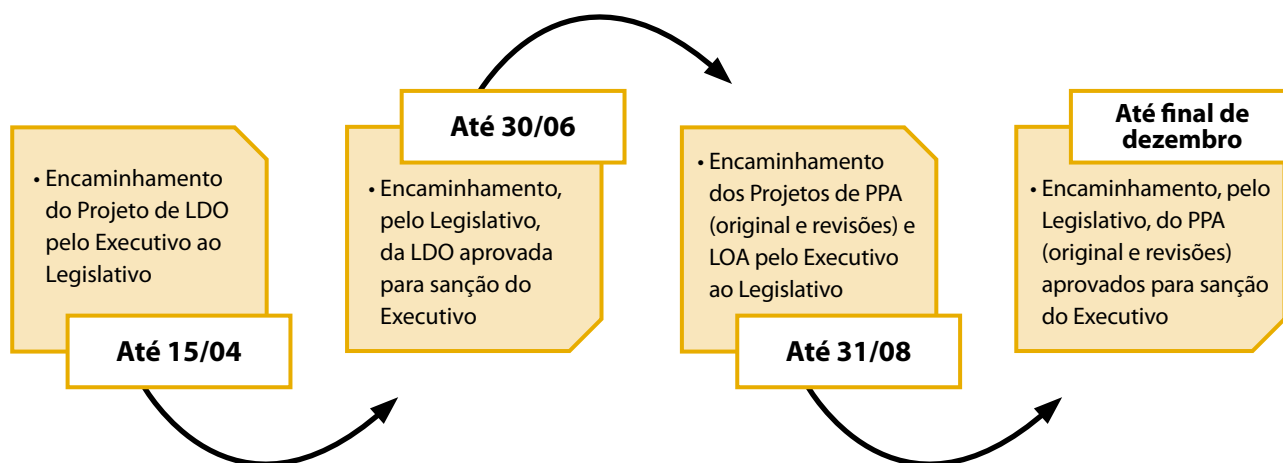 • Encaminhamento
do Projeto de LDO
pelo Executivo ao
Legislativo
Até 15/04
Até 30/06
• Encaminhamento,
pelo Legislativo,
da LDO aprovada
para sanção do
Executivo
• Encaminhamento
dos Projetos de PPA
(original e revisões) e
LOA pelo Executivo
ao Legislativo
Até 31/08
Até final de
dezembro
• Encaminhamento, pelo
Legislativo, do PPA
(original e revisões)
aprovados para sanção
do Executivo